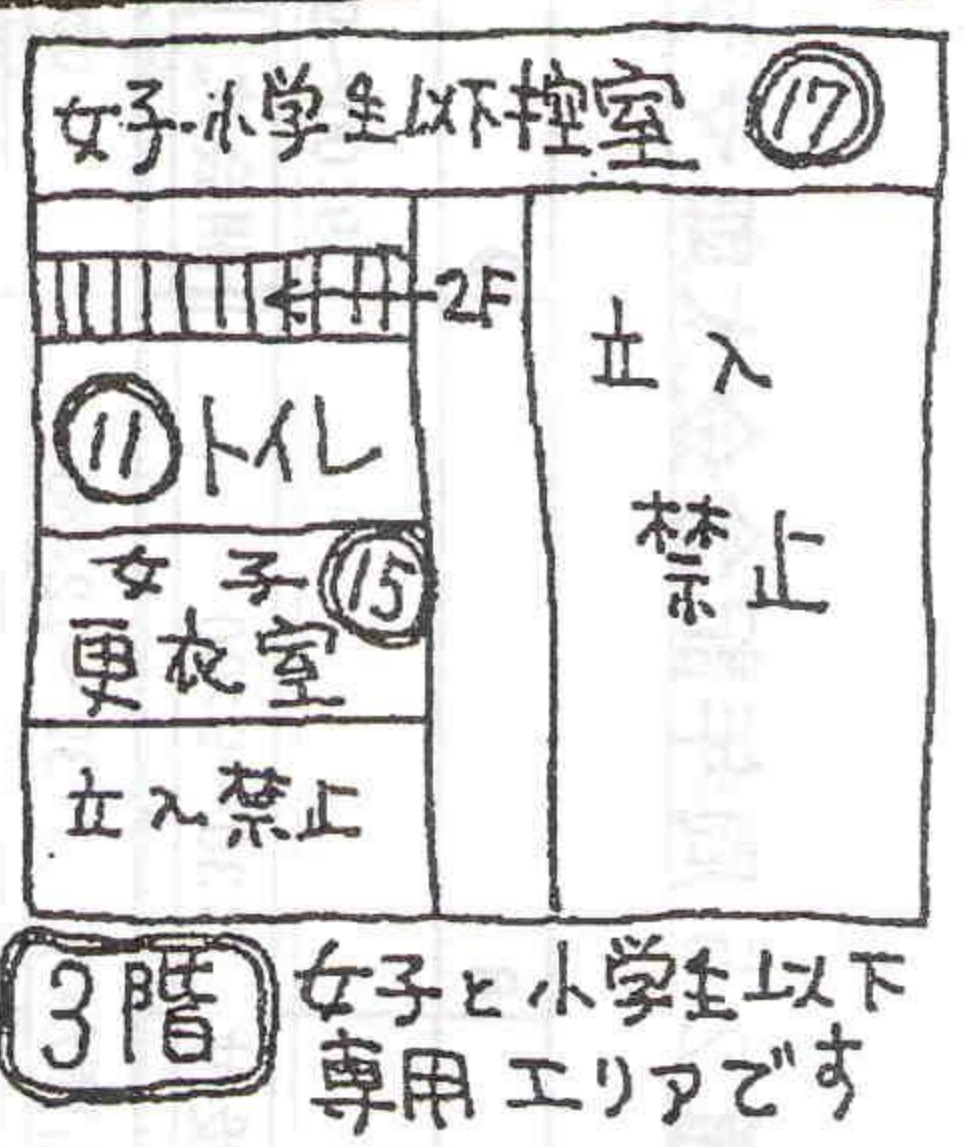 女子・小学生以下控室 ⑰
2F
⑪トイレ
女子 ⑮
更衣室
立入禁止
立入
禁止
3階
女子と小学生以下
専用エリアです